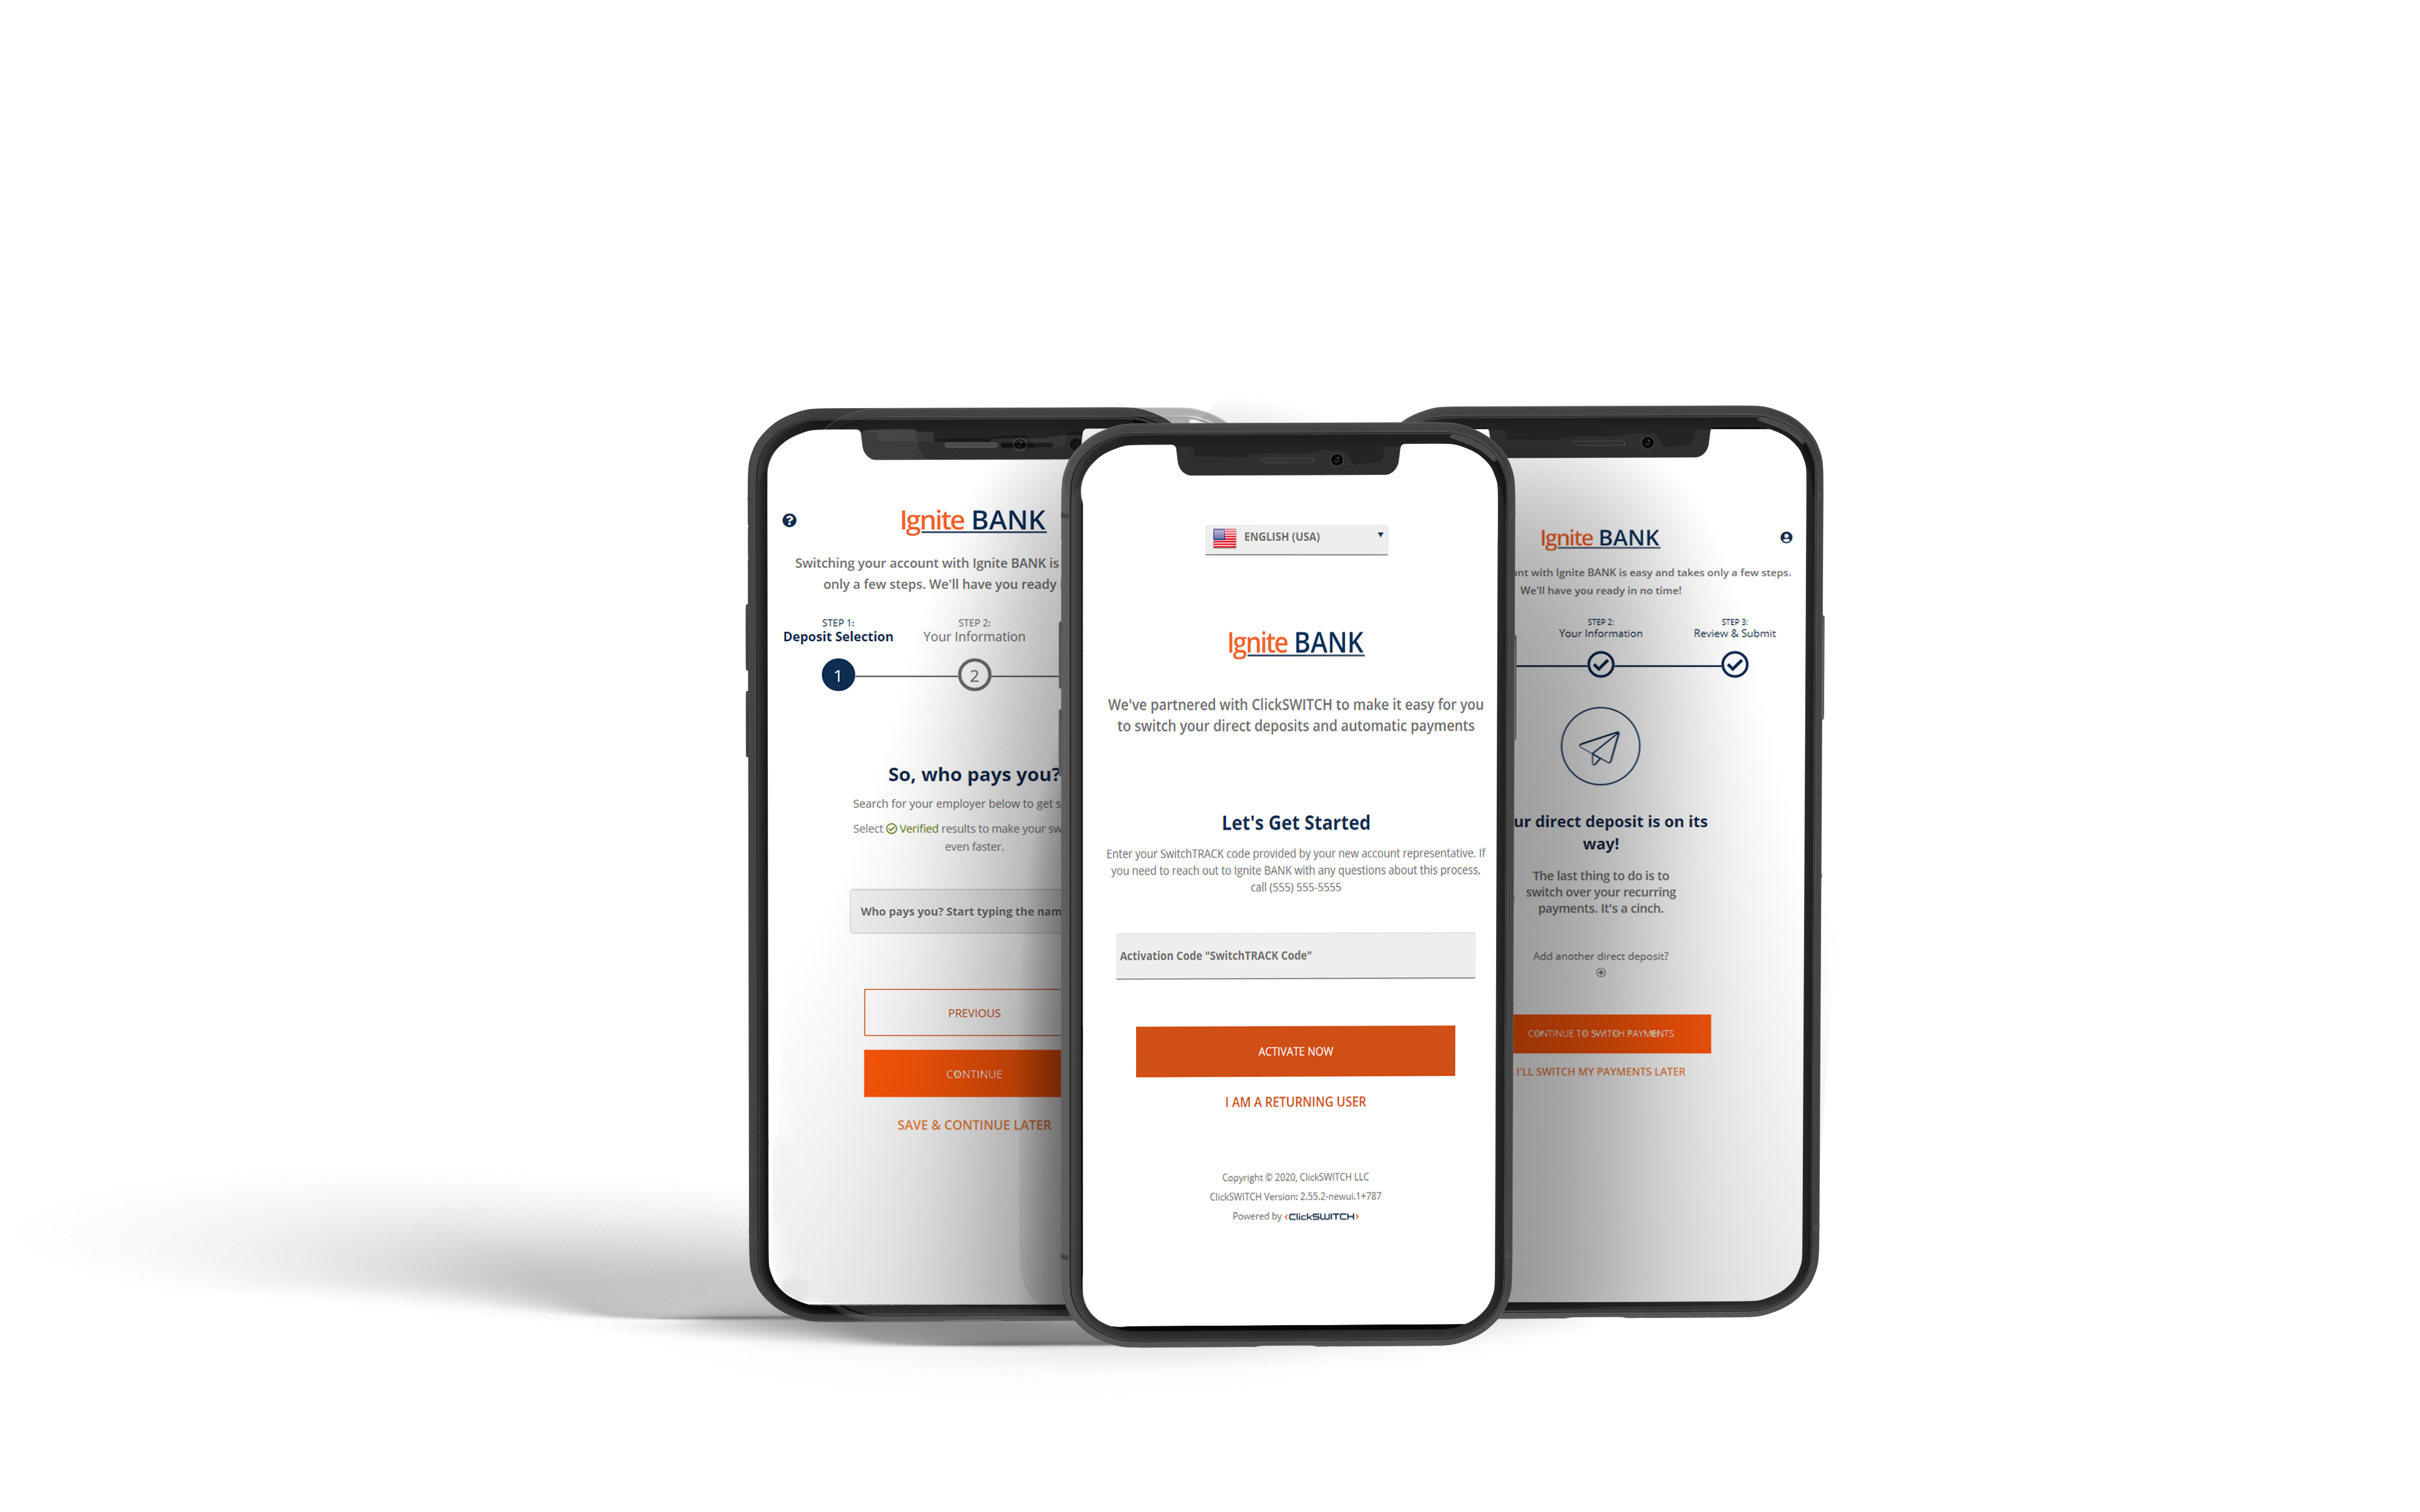 Ignite BANK
Switching your account with Ignite BANK is
only a few steps. We'll have you ready
STEP 1:
Deposit Selection
STEP 2:
Your Information
1
2
So, who pays you?
Search for your employer below to get
Select Verified results to make your
even faster.
Who pays you? Start typing the
PREVIOUS
CONTINUE
SAVE & CONTINUE LATER
ENGLISH (USA)
Ignite BANK
We've partnered with ClickSWITCH to make it easy for you
to switch your direct deposits and automatic payments
Let's Get Started
Enter your SwitchTRACK code provided by your new account representative. If
you need to reach out to Ignite BANK with any questions about this process,
call (555) 555-5555
Activation Code "SwitchTRACK Code"
ACTIVATE NOW
I AM A RETURNING USER
Copyright © 2020, ClickSWITCH LLC
ClickSWITCH Version: 2.55.2-newui.1+787
Powered by ‹ClickSWITCH›
Ignite BANK
with Ignite BANK is easy and takes only a few steps.
We'll have you ready in no time!
STEP 2:
Your Information
STEP 3:
Review & Submit
direct deposit is on its
way!
The last thing to do is to
switch over your recurring
payments. It's a cinch.
Add another direct deposit?
CONTINUE TO SWITCH PAYMENTS
I'LL SWITCH MY PAYMENTS LATER